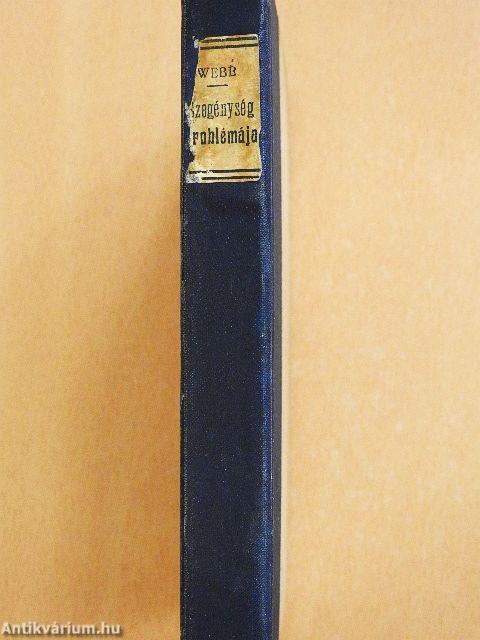 WEBB
Szegénység
roblémája
Antikvárium.hu